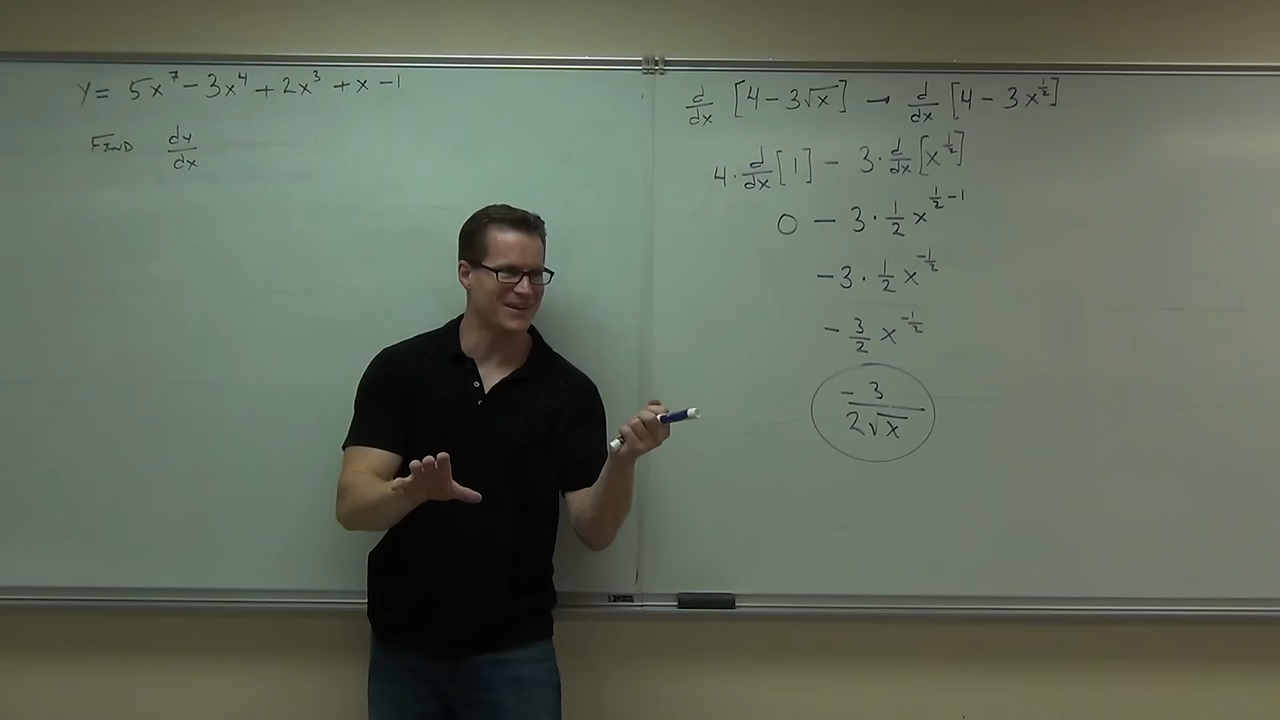 y = 5x⁷ − 3x⁴ + 2x³ + x − 1
FIND dy/dx
d/dx [4 − 3√x] → d/dx [4 − 3x^(1/2)]
4 · d/dx [1] − 3 · d/dx [x^(1/2)]
0 − 3 · 1/2 x^(1/2 − 1)
−3 · 1/2 x^(−1/2)
− 3/2 x^(−1/2)
−3/(2√x)